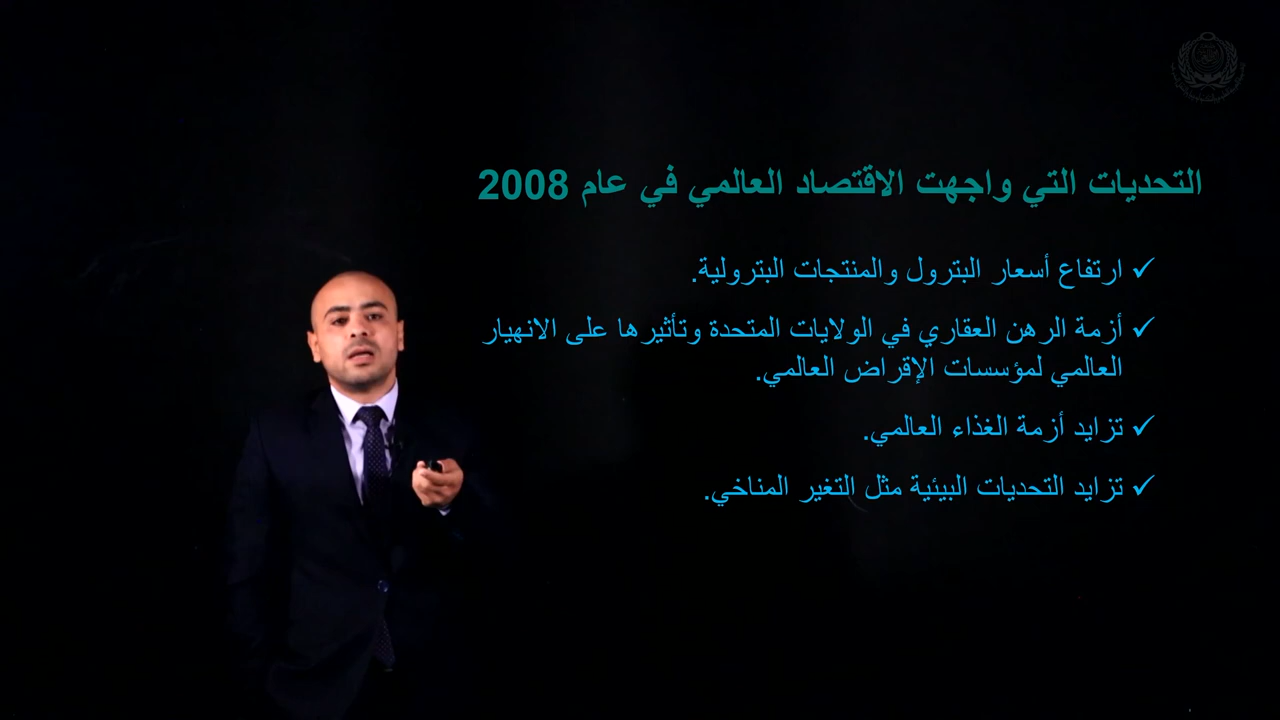 التحديات التي واجهت الاقتصاد العالمي في عام 2008
✓ ارتفاع أسعار البترول والمنتجات البترولية.
✓ أزمة الرهن العقاري في الولايات المتحدة وتأثيرها على الانهيار
العالمي لمؤسسات الإقراض العالمي.
✓ تزايد أزمة الغذاء العالمي.
✓ تزايد التحديات البيئية مثل التغير المناخي.